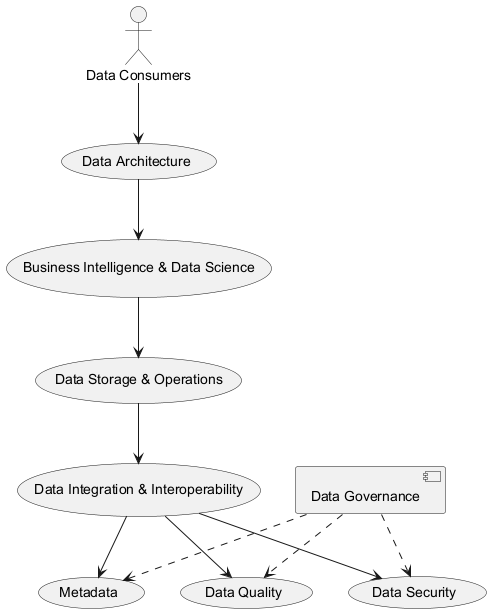 Data Consumers
Data Architecture
Business Intelligence & Data Science
Data Storage & Operations
Data Integration & Interoperability
Data Governance
Metadata
Data Quality
Data Security